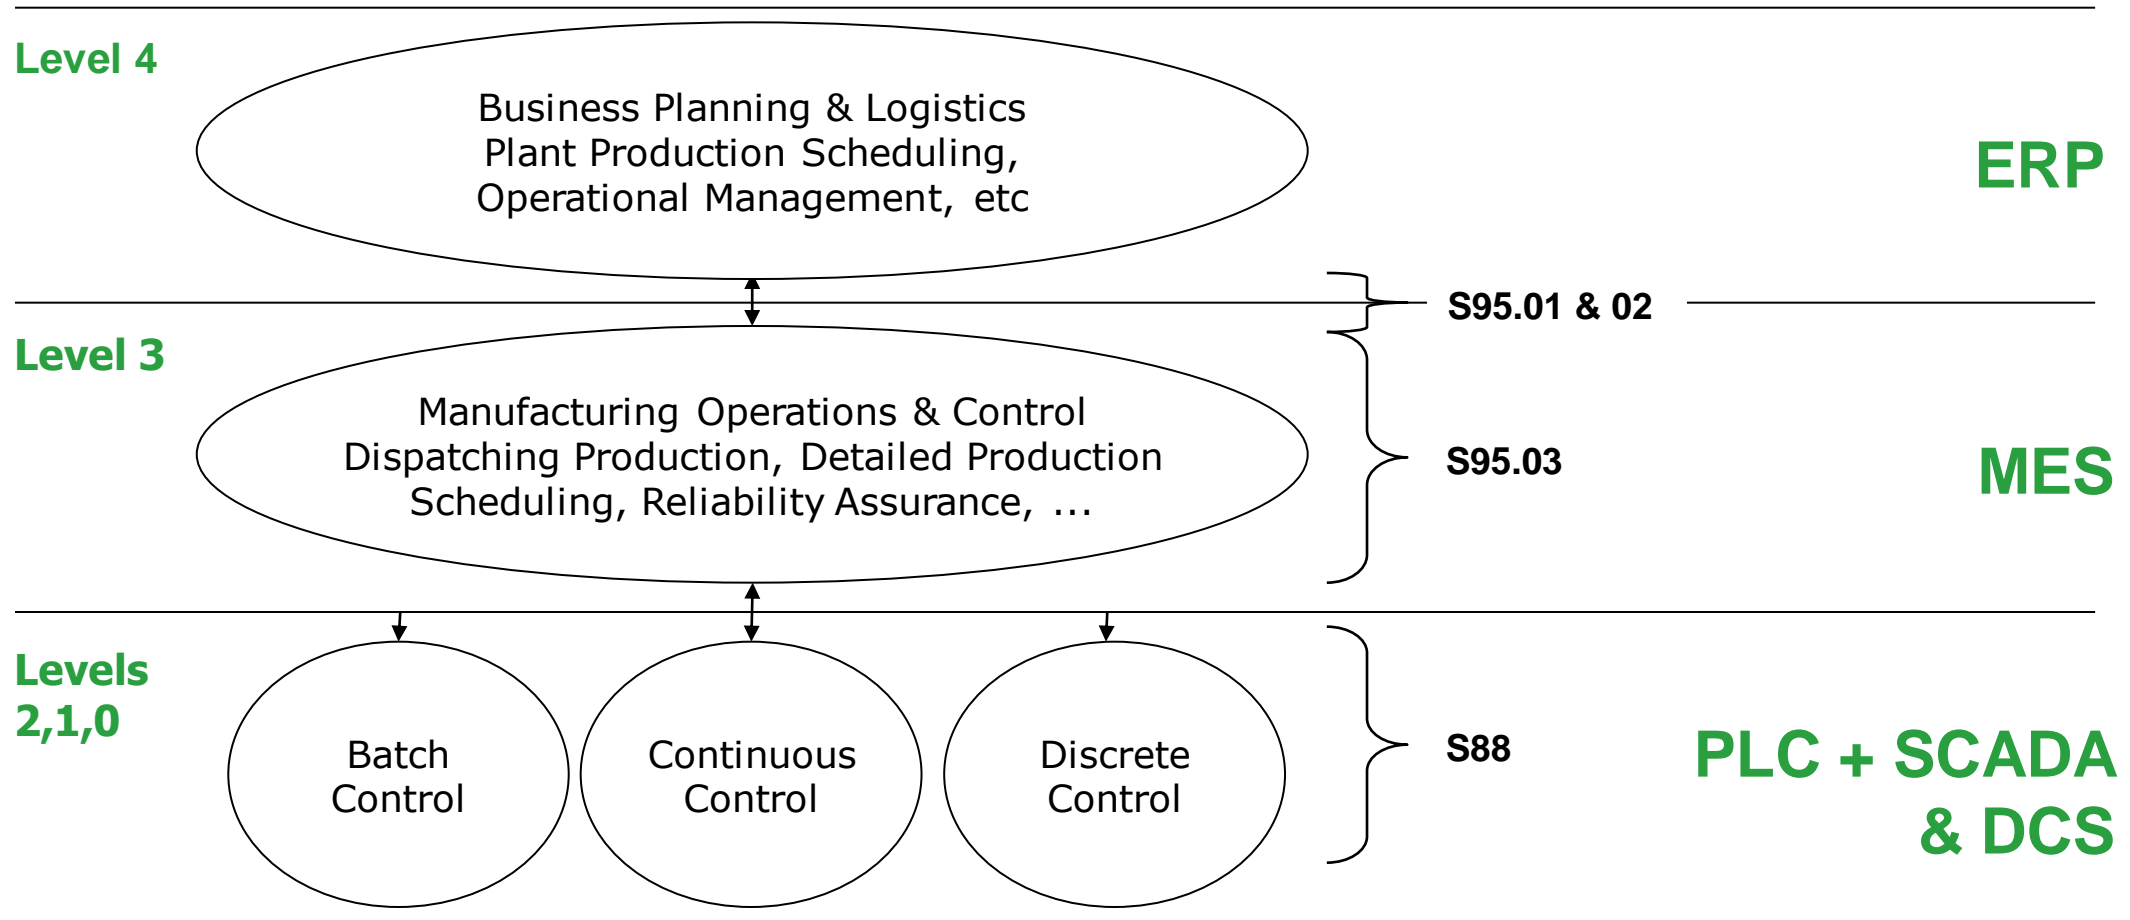 Level 4
Business Planning & Logistics
Plant Production Scheduling,
Operational Management, etc
ERP
S95.01 & 02
Level 3
Manufacturing Operations & Control
Dispatching Production, Detailed Production
Scheduling, Reliability Assurance, ...
S95.03
MES
Levels
2,1,0
Batch
Control
Continuous
Control
Discrete
Control
S88
PLC + SCADA
& DCS